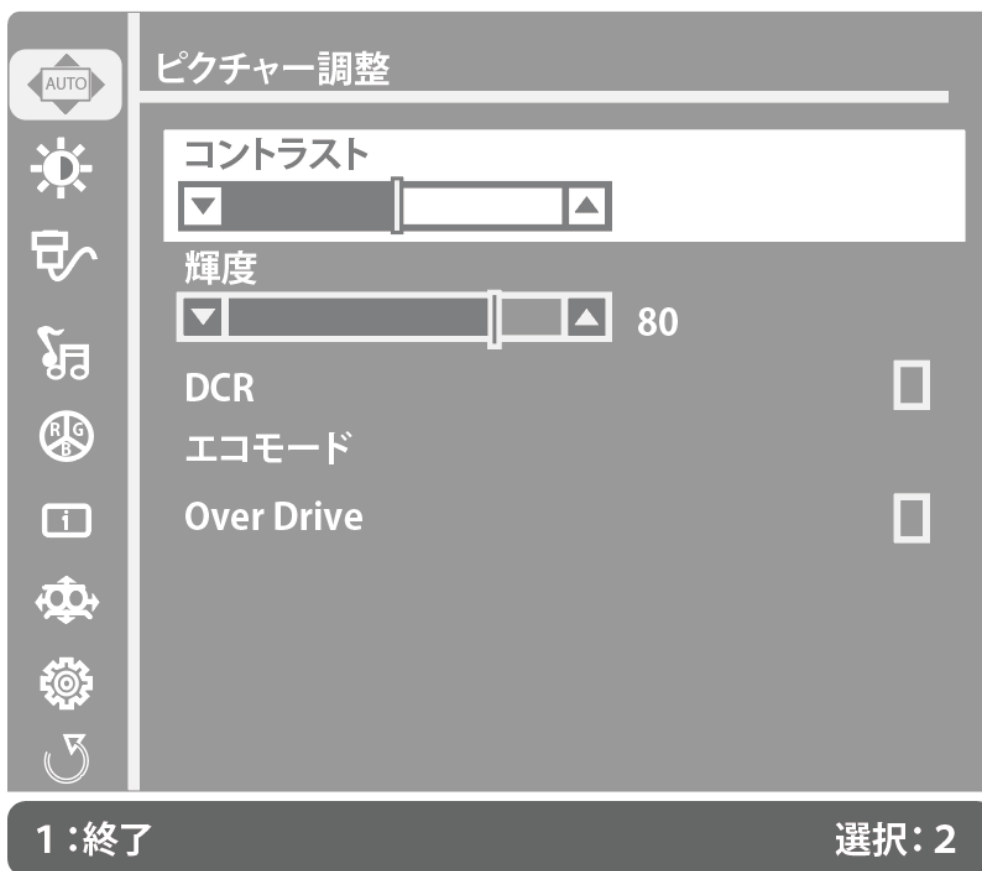 AUTO
ピクチャー調整
コントラスト
輝度
80
DCR
エコモード
Over Drive
R G
B
i
1：終了
選択：2